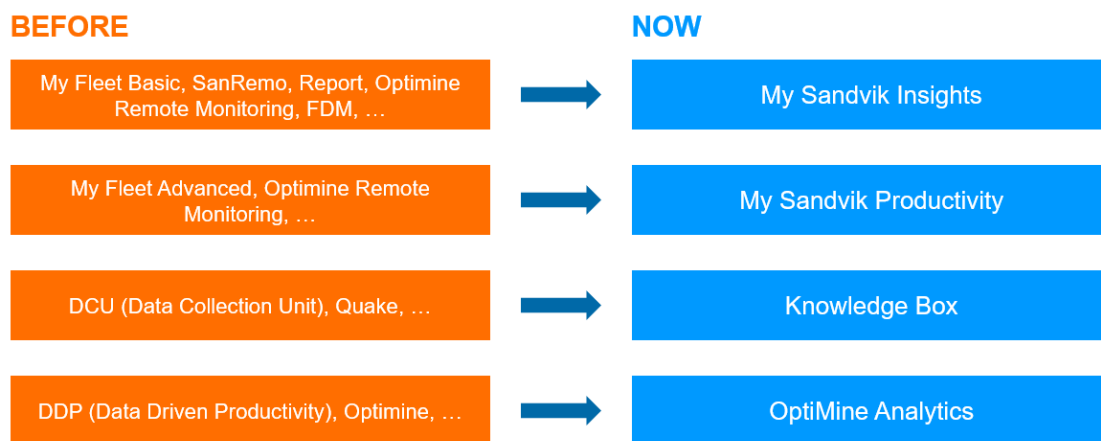 BEFORE
NOW
My Fleet Basic, SanRemo, Report, Optimine
Remote Monitoring, FDM, …
My Sandvik Insights
My Fleet Advanced, Optimine Remote
Monitoring, …
My Sandvik Productivity
DCU (Data Collection Unit), Quake, …
Knowledge Box
DDP (Data Driven Productivity), Optimine, …
OptiMine Analytics